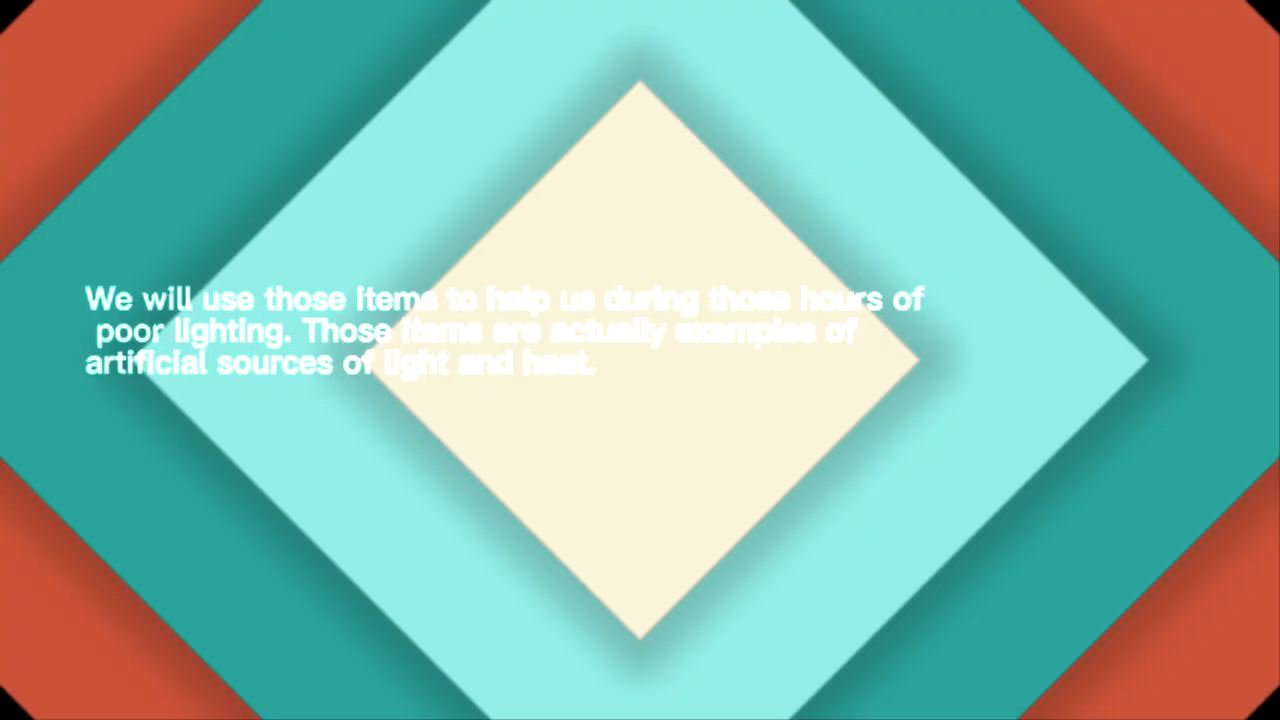 We will use those items to help us during those hours of
poor lighting. Those items are actually examples of
artificial sources of light and heat.